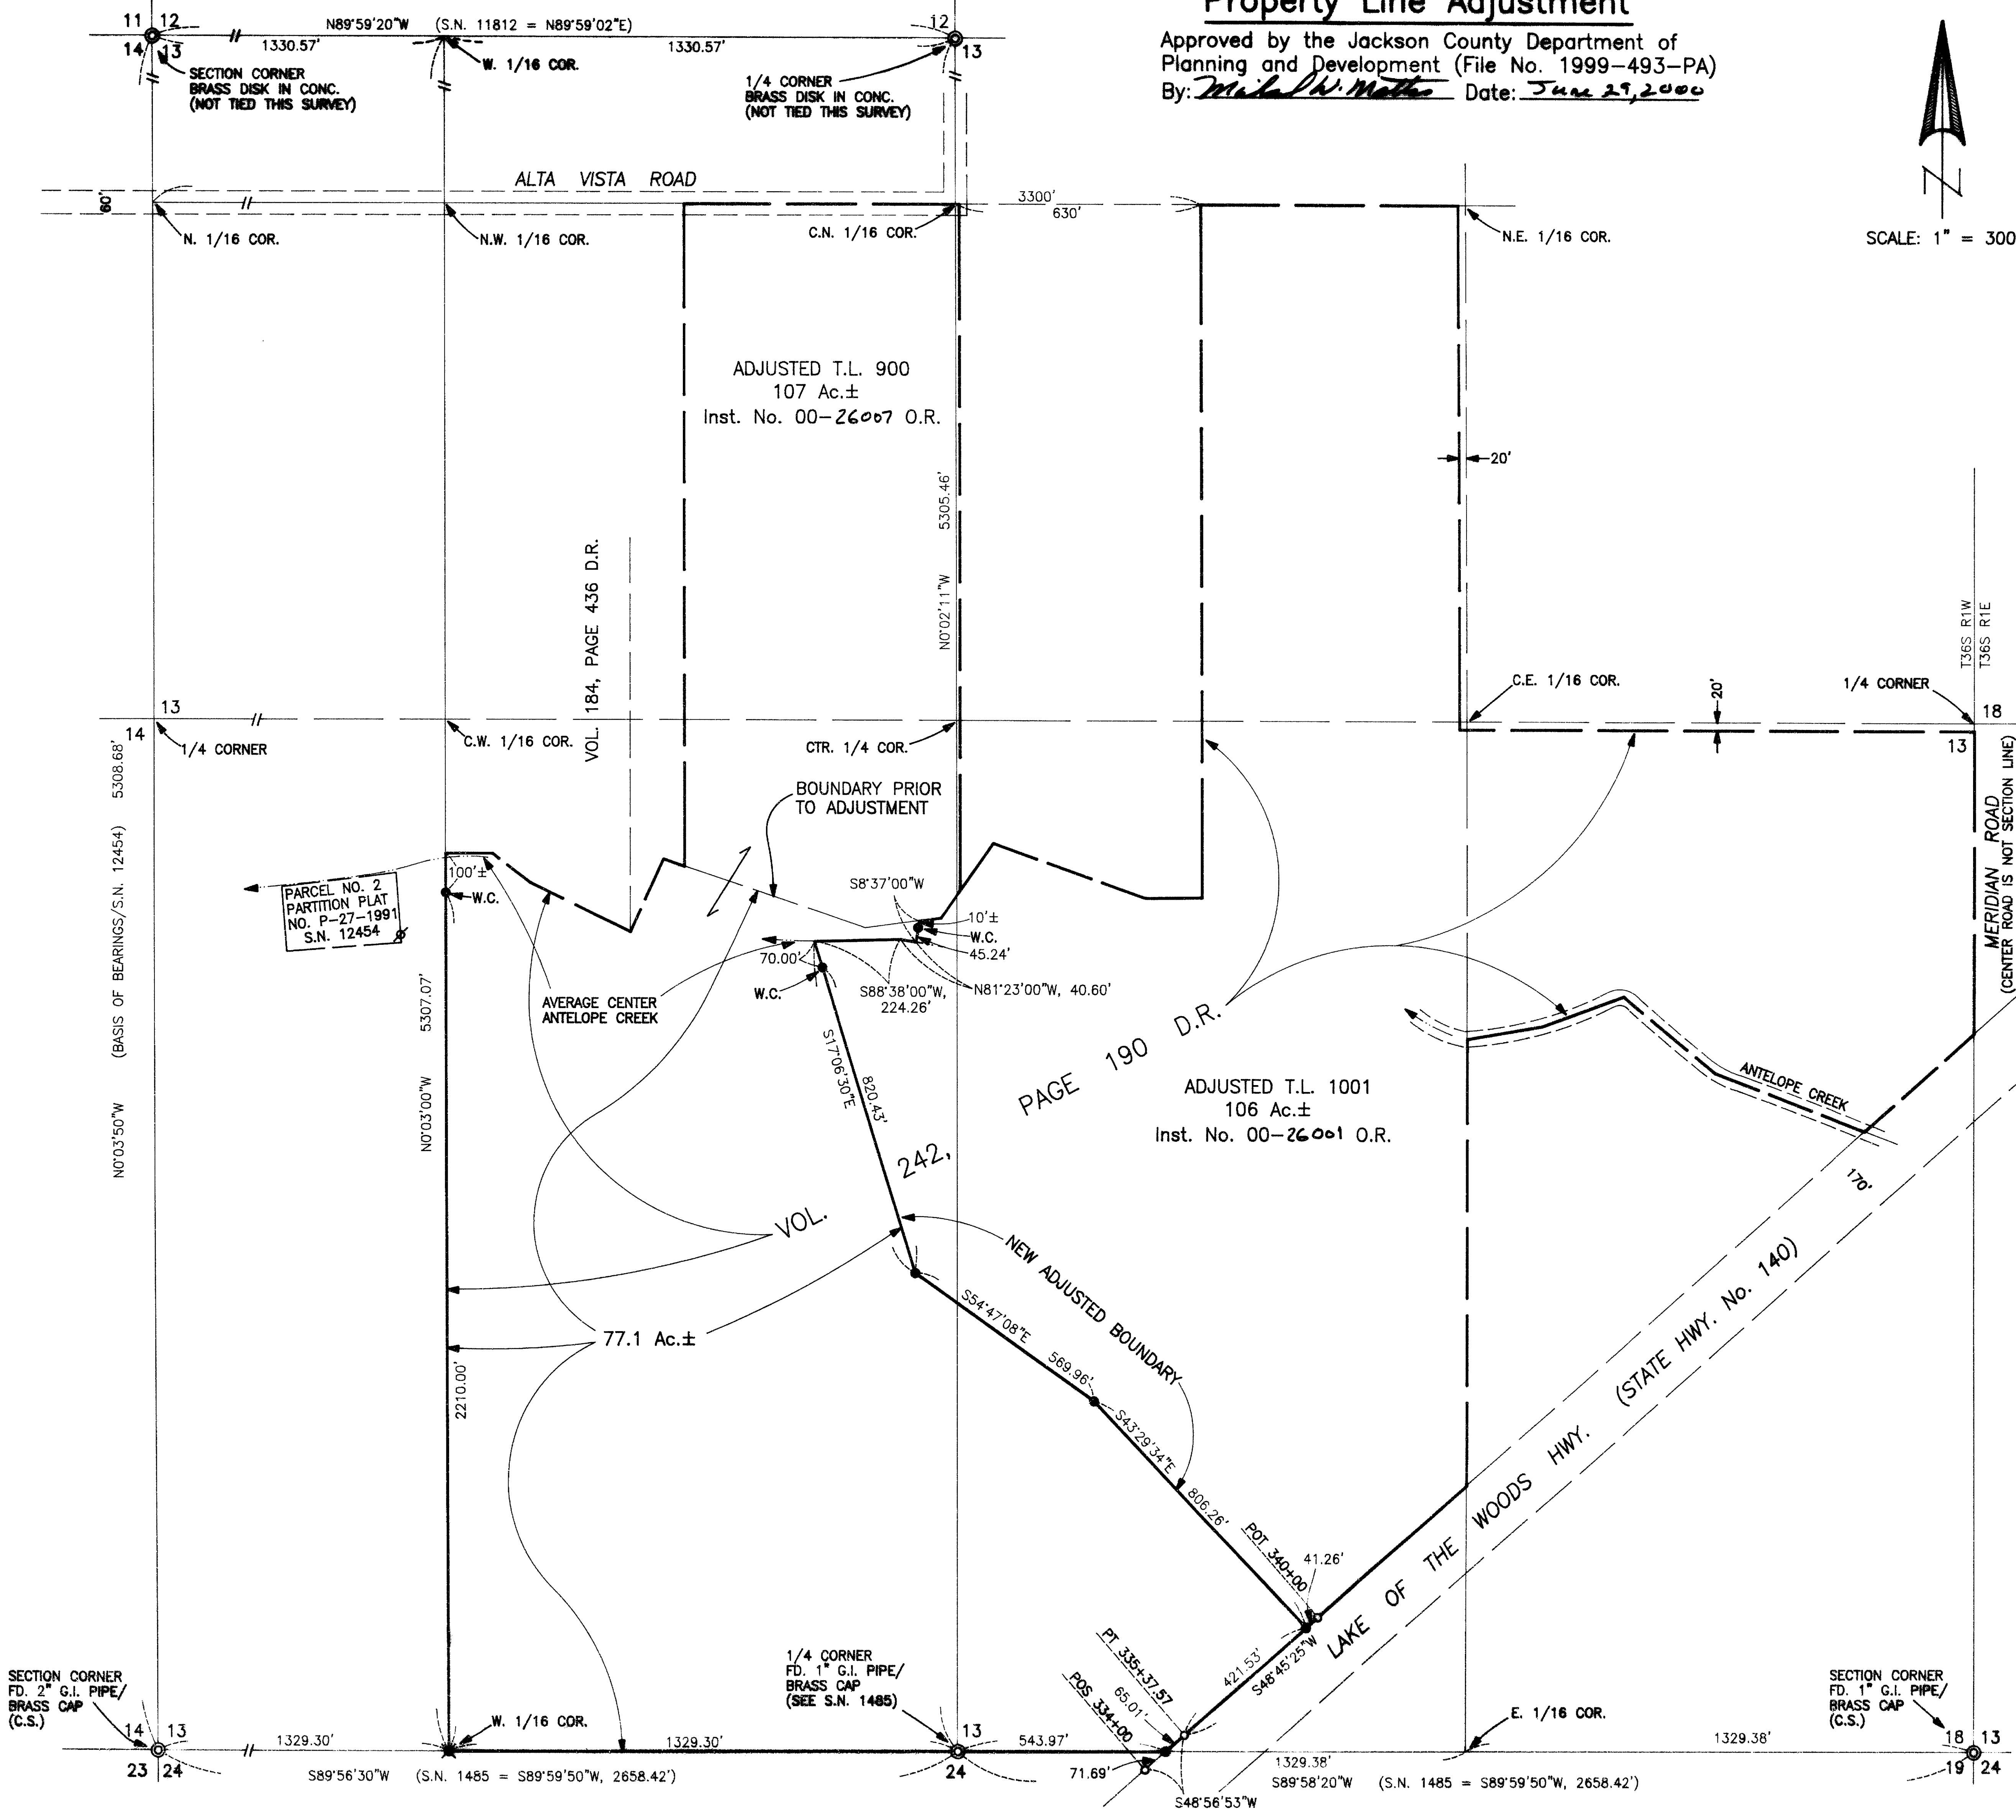 Property Line Adjustment
Approved by the Jackson County Department of
Planning and Development (File No. 1999-493-PA)
By: Date: June 29, 2000
N
SCALE: 1" = 300
11 12
14 13
N89°59'20"W (S.N. 11812 = N89°59'02"E)
1330.57'
1330.57'
12
13
SECTION CORNER
BRASS DISK IN CONC.
(NOT TIED THIS SURVEY)
W. 1/16 COR.
1/4 CORNER
BRASS DISK IN CONC.
(NOT TIED THIS SURVEY)
ALTA VISTA ROAD
60'
3300'
630'
N. 1/16 COR.
N.W. 1/16 COR.
C.N. 1/16 COR.
N.E. 1/16 COR.
ADJUSTED T.L. 900
107 Ac.±
Inst. No. 00-26007 O.R.
20'
5305.46'
N0°02'11"W
VOL. 184, PAGE 436 D.R.
T36S R1W
T36S R1E
13
14
1/4 CORNER
C.W. 1/16 COR.
CTR. 1/4 COR.
C.E. 1/16 COR.
20'
1/4 CORNER
18
13
5308.68'
(BASIS OF BEARINGS/S.N. 12454)
N0°03'50"W
MERIDIAN ROAD
(CENTER ROAD IS NOT SECTION LINE)
BOUNDARY PRIOR
TO ADJUSTMENT
100'±
W.C.
PARCEL NO. 2
PARTITION PLAT
NO. P-27-1991
S.N. 12454
S8°37'00"W
10'±
W.C.
45.24'
70.00'
W.C.
S88°38'00"W,
224.26'
N81°23'00"W, 40.60'
AVERAGE CENTER
ANTELOPE CREEK
5307.07'
N0°03'00"W
2210.00'
S17°06'30"E
820.43'
VOL. 242, PAGE 190 D.R.
ADJUSTED T.L. 1001
106 Ac.±
Inst. No. 00-26001 O.R.
ANTELOPE CREEK
170'
NEW ADJUSTED BOUNDARY
77.1 Ac.±
S54°47'08"E
569.96'
S43°29'34"E
806.26'
LAKE OF THE WOODS HWY. (STATE HWY. No. 140)
POT 340+00
41.26'
421.53'
S48°45'25"W
PT 335+37.57
65.01'
POS 334+00
71.69'
S48°56'53"W
SECTION CORNER
FD. 2" G.I. PIPE/
BRASS CAP
(C.S.)
14 13
23 24
W. 1/16 COR.
1/4 CORNER
FD. 1" G.I. PIPE/
BRASS CAP
(SEE S.N. 1485)
13
24
E. 1/16 COR.
SECTION CORNER
FD. 1" G.I. PIPE/
BRASS CAP
(C.S.)
18 13
19 24
1329.30'
1329.30'
543.97'
1329.38'
1329.38'
S89°56'30"W (S.N. 1485 = S89°59'50"W, 2658.42')
S89°58'20"W (S.N. 1485 = S89°59'50"W, 2658.42')